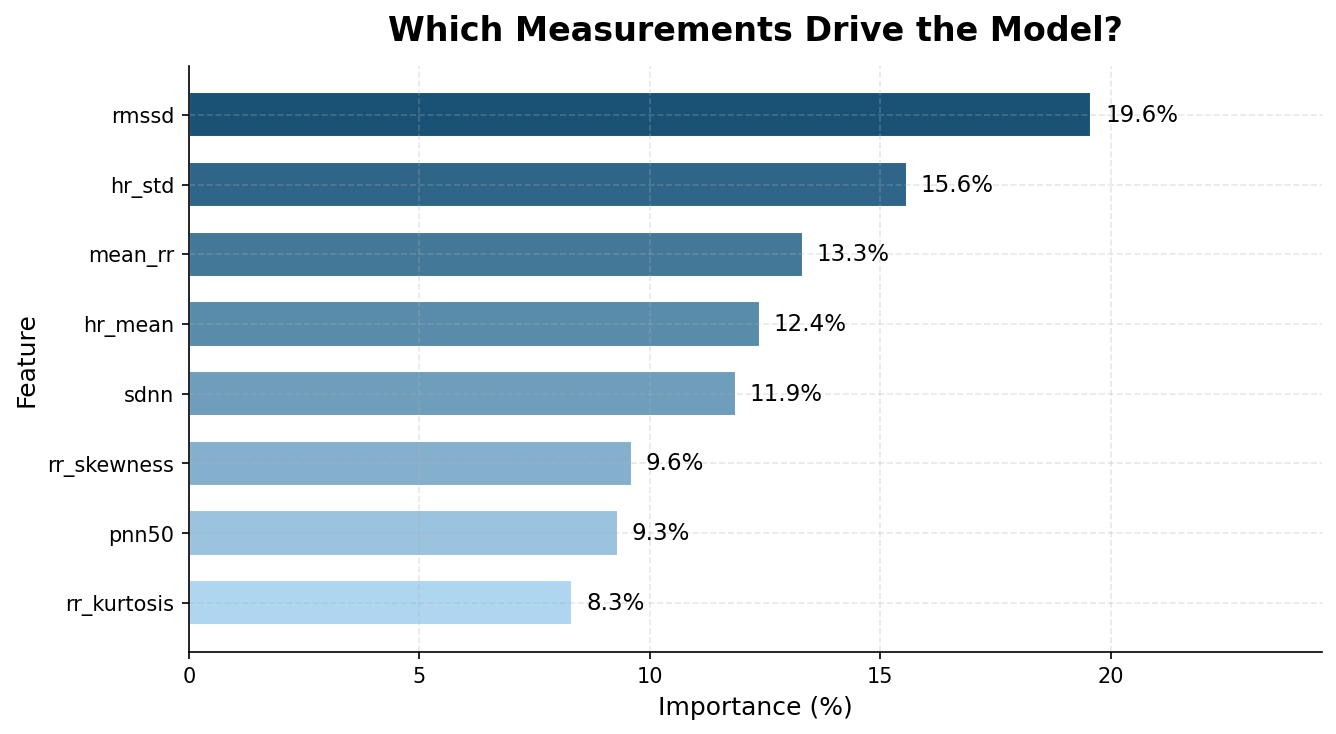 Which Measurements Drive the Model?
rmssd 19.6%
hr_std 15.6%
mean_rr 13.3%
hr_mean 12.4%
sdnn 11.9%
rr_skewness 9.6%
pnn50 9.3%
rr_kurtosis 8.3%
Feature
0 5 10 15 20
Importance (%)